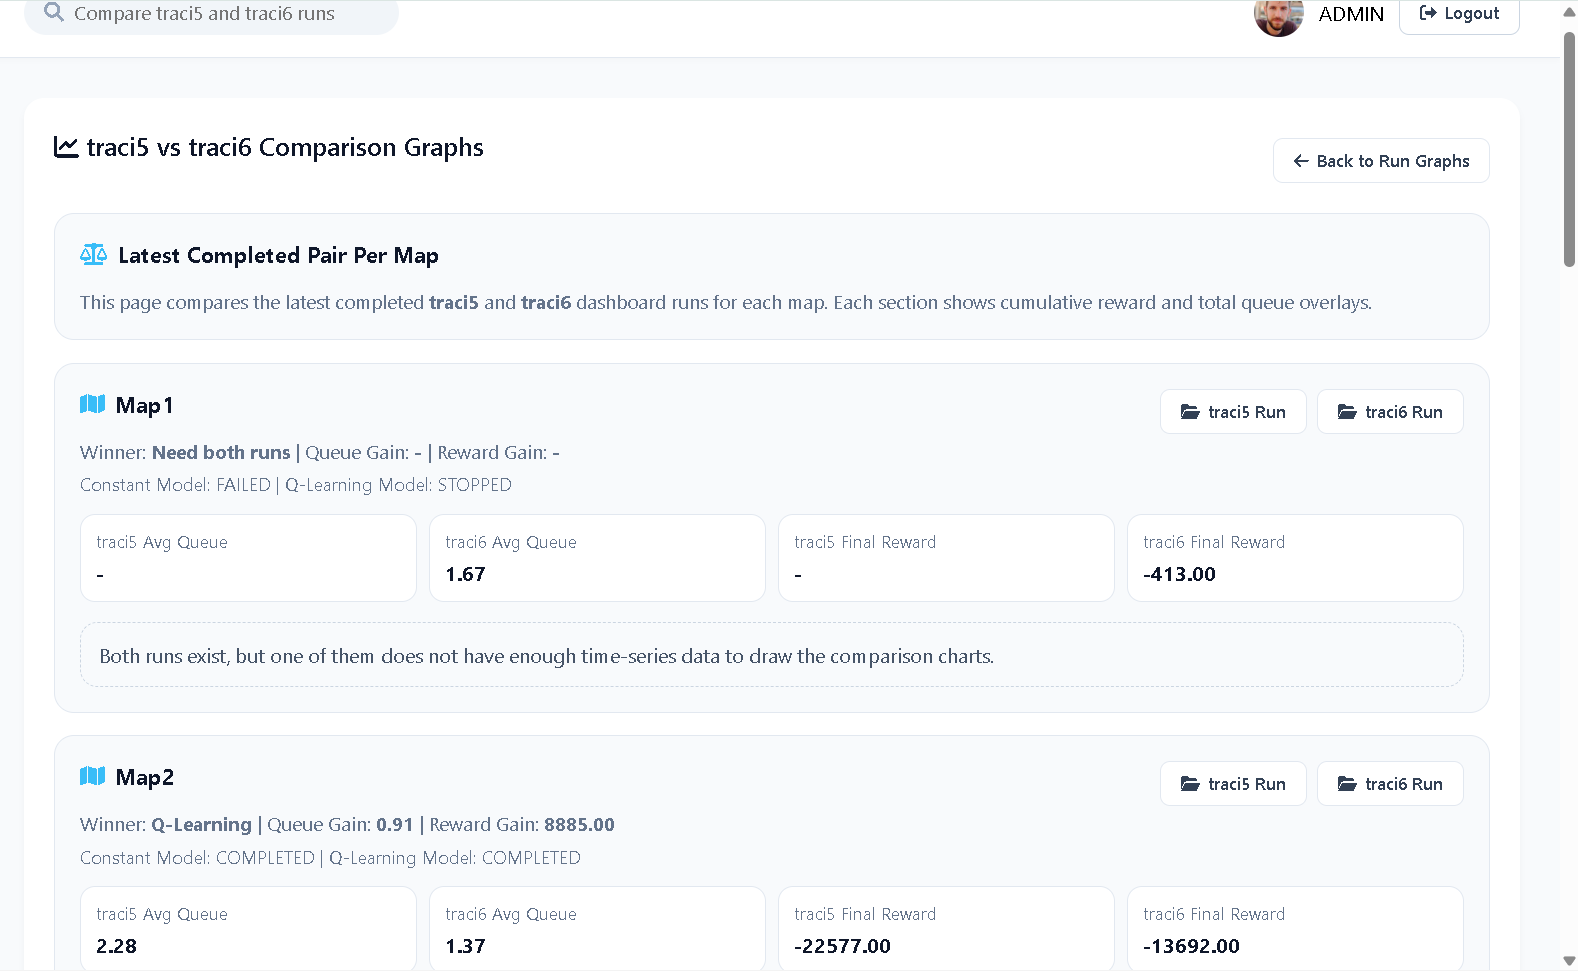 Compare traci5 and traci6 runs
ADMIN
Logout
traci5 vs traci6 Comparison Graphs
Back to Run Graphs
Latest Completed Pair Per Map
This page compares the latest completed traci5 and traci6 dashboard runs for each map. Each section shows cumulative reward and total queue overlays.
Map1
traci5 Run
traci6 Run
Winner: Need both runs | Queue Gain: - | Reward Gain: -
Constant Model: FAILED | Q-Learning Model: STOPPED
traci5 Avg Queue
-
traci6 Avg Queue
1.67
traci5 Final Reward
-
traci6 Final Reward
-413.00
Both runs exist, but one of them does not have enough time-series data to draw the comparison charts.
Map2
traci5 Run
traci6 Run
Winner: Q-Learning | Queue Gain: 0.91 | Reward Gain: 8885.00
Constant Model: COMPLETED | Q-Learning Model: COMPLETED
traci5 Avg Queue
2.28
traci6 Avg Queue
1.37
traci5 Final Reward
-22577.00
traci6 Final Reward
-13692.00